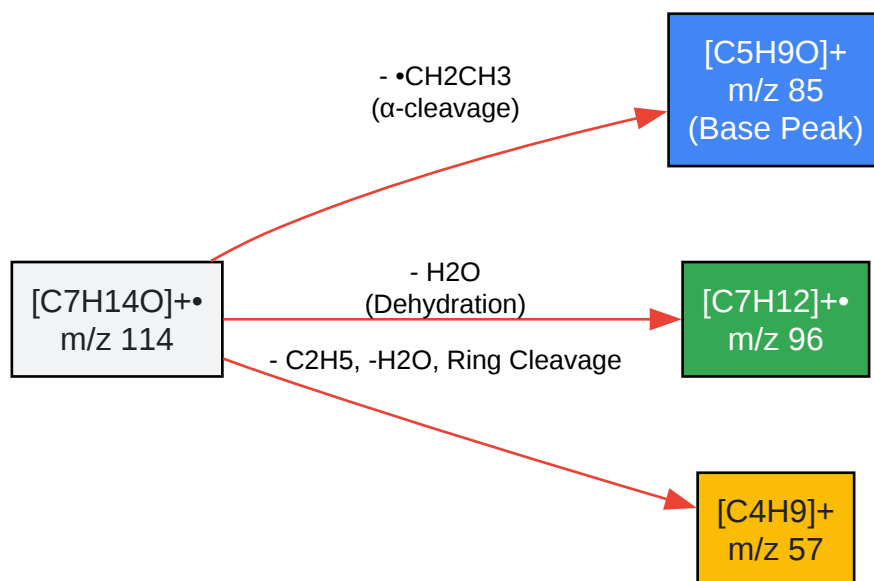 - •CH2CH3
(α-cleavage)
[C5H9O]+
m/z 85
(Base Peak)
[C7H14O]+•
m/z 114
- H2O
(Dehydration)
[C7H12]+•
m/z 96
- C2H5, -H2O, Ring Cleavage
[C4H9]+
m/z 57